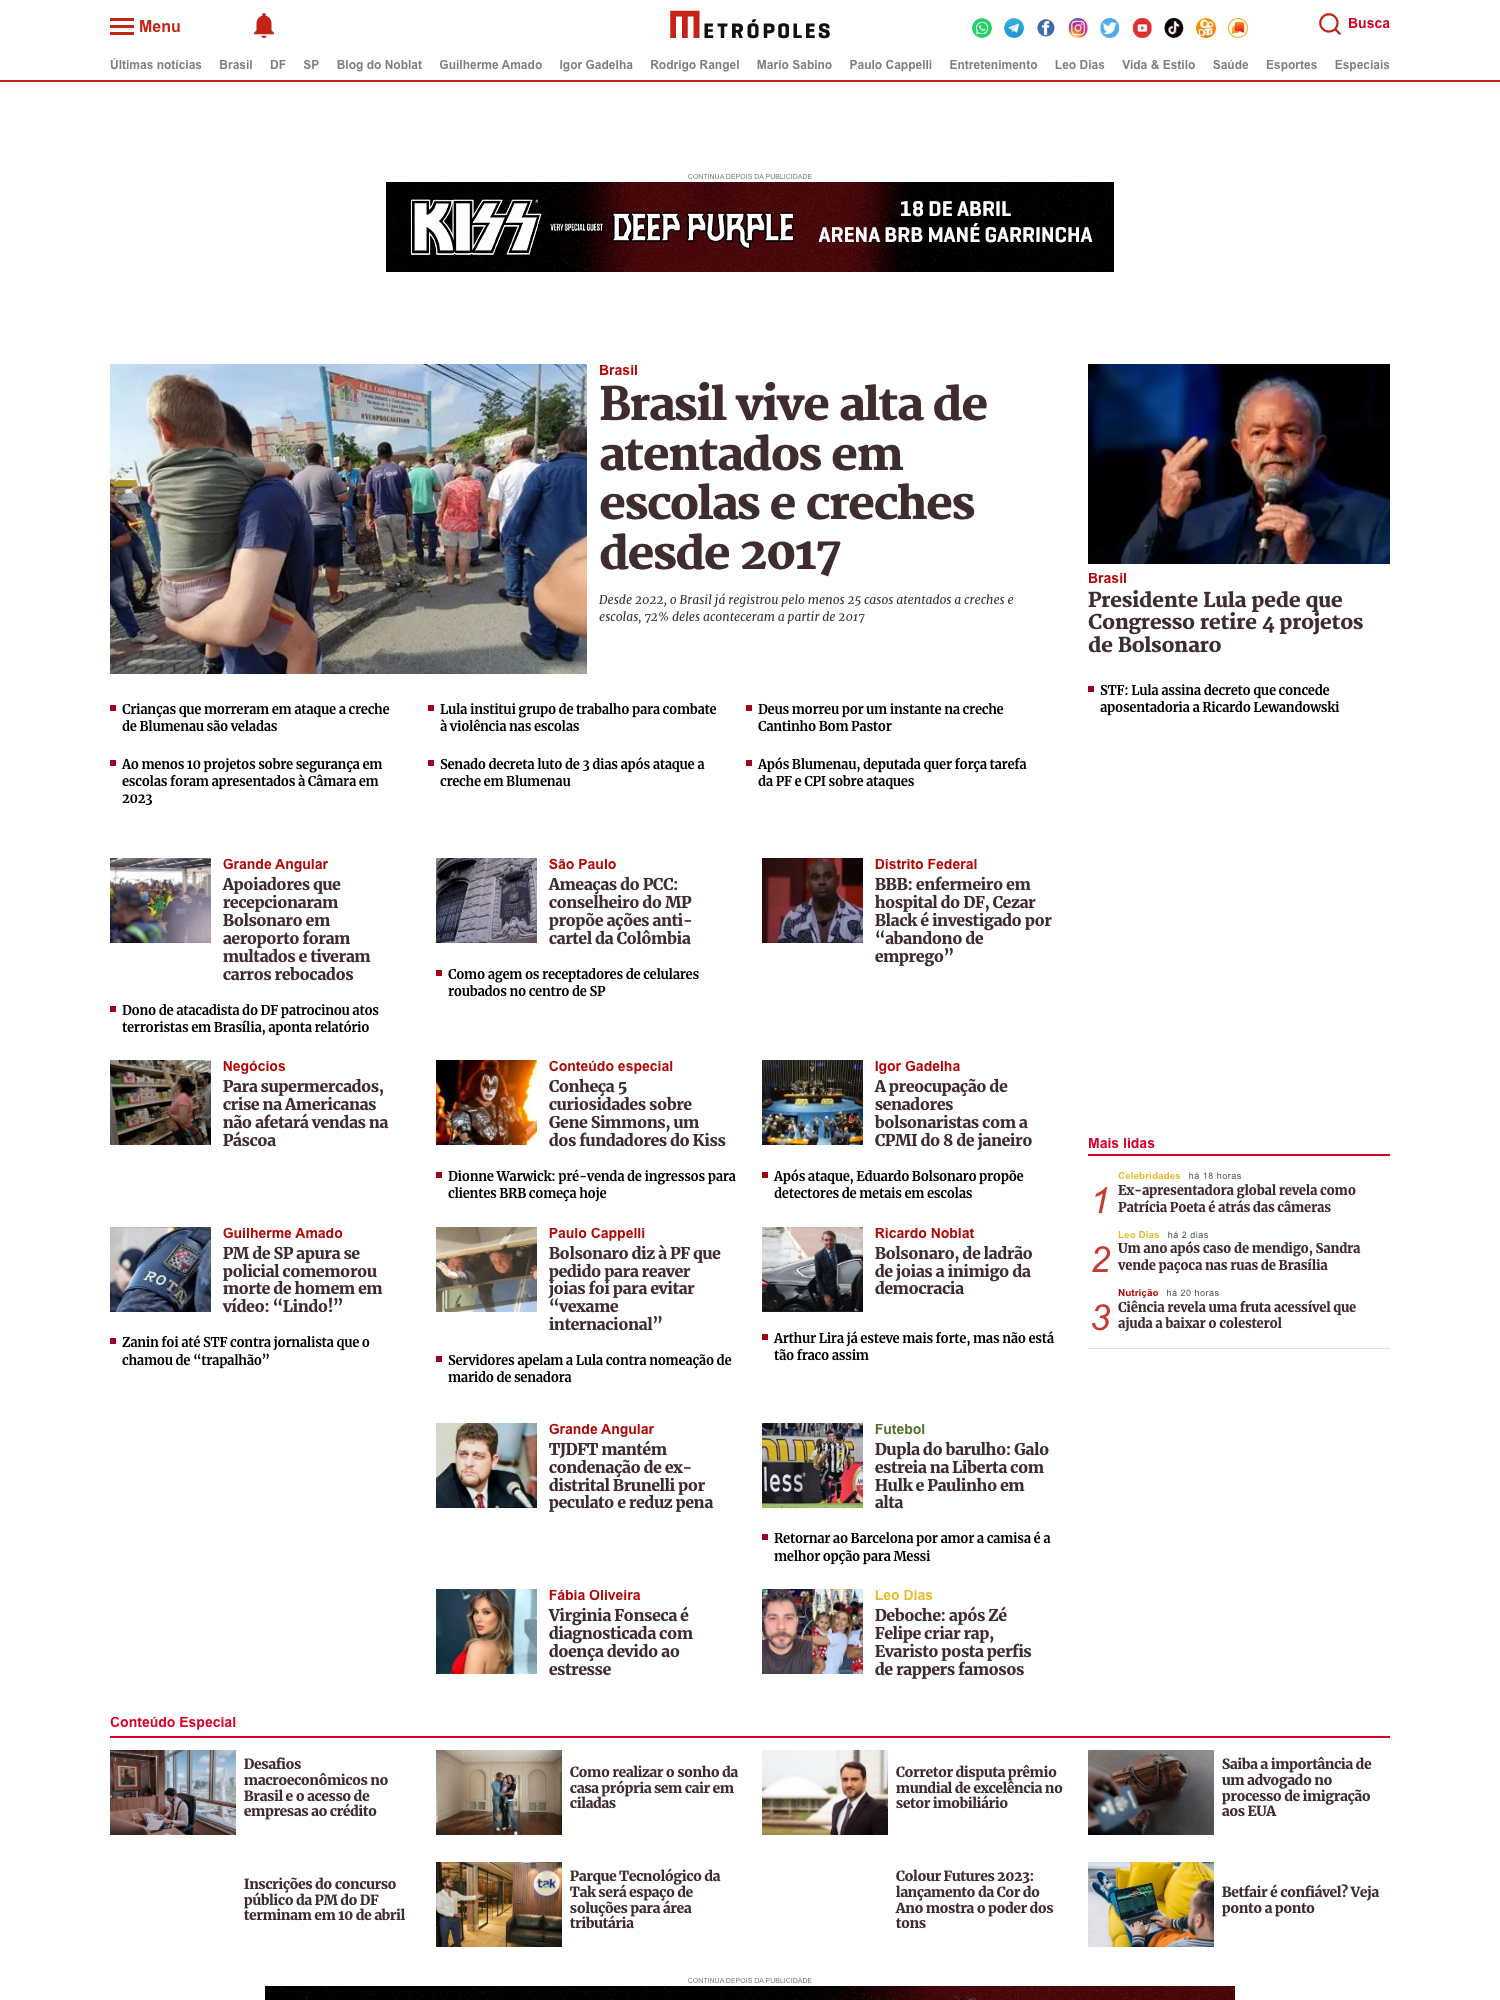 Menu
METRÓPOLES
Busca
Últimas notícias Brasil DF SP Blog do Noblat Guilherme Amado Igor Gadelha Rodrigo Rangel Mario Sabino Paulo Cappelli Entretenimento Leo Dias Vida & Estilo Saúde Esportes Especiais
CONTINUA DEPOIS DA PUBLICIDADE
KISS VERY SPECIAL GUEST DEEP PURPLE
18 DE ABRIL
ARENA BRB MANÉ GARRINCHA
Brasil
Brasil vive alta de
atentados em
escolas e creches
desde 2017
Desde 2022, o Brasil já registrou pelo menos 25 casos atentados a creches e
escolas, 72% deles aconteceram a partir de 2017
Brasil
Presidente Lula pede que
Congresso retire 4 projetos
de Bolsonaro
STF: Lula assina decreto que concede
aposentadoria a Ricardo Lewandowski
Crianças que morreram em ataque a creche
de Blumenau são veladas
Lula institui grupo de trabalho para combate
à violência nas escolas
Deus morreu por um instante na creche
Cantinho Bom Pastor
Ao menos 10 projetos sobre segurança em
escolas foram apresentados à Câmara em
2023
Senado decreta luto de 3 dias após ataque a
creche em Blumenau
Após Blumenau, deputada quer força tarefa
da PF e CPI sobre ataques
Grande Angular
Apoiadores que
recepcionaram
Bolsonaro em
aeroporto foram
multados e tiveram
carros rebocados
Dono de atacadista do DF patrocinou atos
terroristas em Brasília, aponta relatório
São Paulo
Ameaças do PCC:
conselheiro do MP
propõe ações anti-
cartel da Colômbia
Como agem os receptadores de celulares
roubados no centro de SP
Distrito Federal
BBB: enfermeiro em
hospital do DF, Cezar
Black é investigado por
“abandono de
emprego”
Negócios
Para supermercados,
crise na Americanas
não afetará vendas na
Páscoa
Conteúdo especial
Conheça 5
curiosidades sobre
Gene Simmons, um
dos fundadores do Kiss
Dionne Warwick: pré-venda de ingressos para
clientes BRB começa hoje
Igor Gadelha
A preocupação de
senadores
bolsonaristas com a
CPMI do 8 de janeiro
Após ataque, Eduardo Bolsonaro propõe
detectores de metais em escolas
Mais lidas
Celebridades há 18 horas
1 Ex-apresentadora global revela como
Patrícia Poeta é atrás das câmeras
Leo Dias há 2 dias
2 Um ano após caso de mendigo, Sandra
vende paçoca nas ruas de Brasília
Nutrição há 20 horas
3 Ciência revela uma fruta acessível que
ajuda a baixar o colesterol
Guilherme Amado
PM de SP apura se
policial comemorou
morte de homem em
vídeo: “Lindo!”
ROTA
Zanin foi até STF contra jornalista que o
chamou de “trapalhão”
Paulo Cappelli
Bolsonaro diz à PF que
pedido para reaver
joias foi para evitar
“vexame
internacional”
Servidores apelam a Lula contra nomeação de
marido de senadora
Ricardo Noblat
Bolsonaro, de ladrão
de joias a inimigo da
democracia
Arthur Lira já esteve mais forte, mas não está
tão fraco assim
Grande Angular
TJDFT mantém
condenação de ex-
distrital Brunelli por
peculato e reduz pena
Futebol
Dupla do barulho: Galo
estreia na Liberta com
Hulk e Paulinho em
alta
less
Retornar ao Barcelona por amor a camisa é a
melhor opção para Messi
Fábia Oliveira
Virginia Fonseca é
diagnosticada com
doença devido ao
estresse
Leo Dias
Deboche: após Zé
Felipe criar rap,
Evaristo posta perfis
de rappers famosos
Conteúdo Especial
Desafios
macroeconômicos no
Brasil e o acesso de
empresas ao crédito
Como realizar o sonho da
casa própria sem cair em
ciladas
Corretor disputa prêmio
mundial de excelência no
setor imobiliário
Saiba a importância de
um advogado no
processo de imigração
aos EUA
Inscrições do concurso
público da PM do DF
terminam em 10 de abril
tak
Parque Tecnológico da
Tak será espaço de
soluções para área
tributária
Colour Futures 2023:
lançamento da Cor do
Ano mostra o poder dos
tons
Betfair é confiável? Veja
ponto a ponto
CONTINUA DEPOIS DA PUBLICIDADE